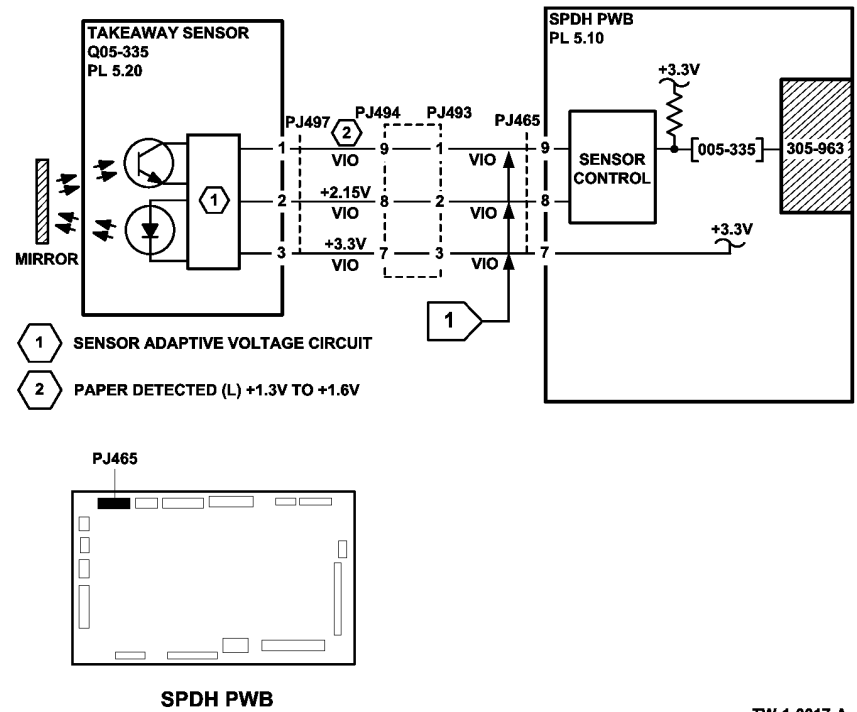 TAKEAWAY SENSOR
Q05-335
PL 5.20
SPDH PWB
PL 5.10
+3.3V
PJ497
2
PJ494
PJ493
PJ465
1
VIO
9
1
VIO
9
SENSOR
CONTROL
[005-335]
305-963
1
2
+2.15V
VIO
8
2
VIO
8
3
+3.3V
VIO
7
3
VIO
7
+3.3V
MIRROR
1
1 SENSOR ADAPTIVE VOLTAGE CIRCUIT
2 PAPER DETECTED (L) +1.3V TO +1.6V
PJ465
SPDH PWB